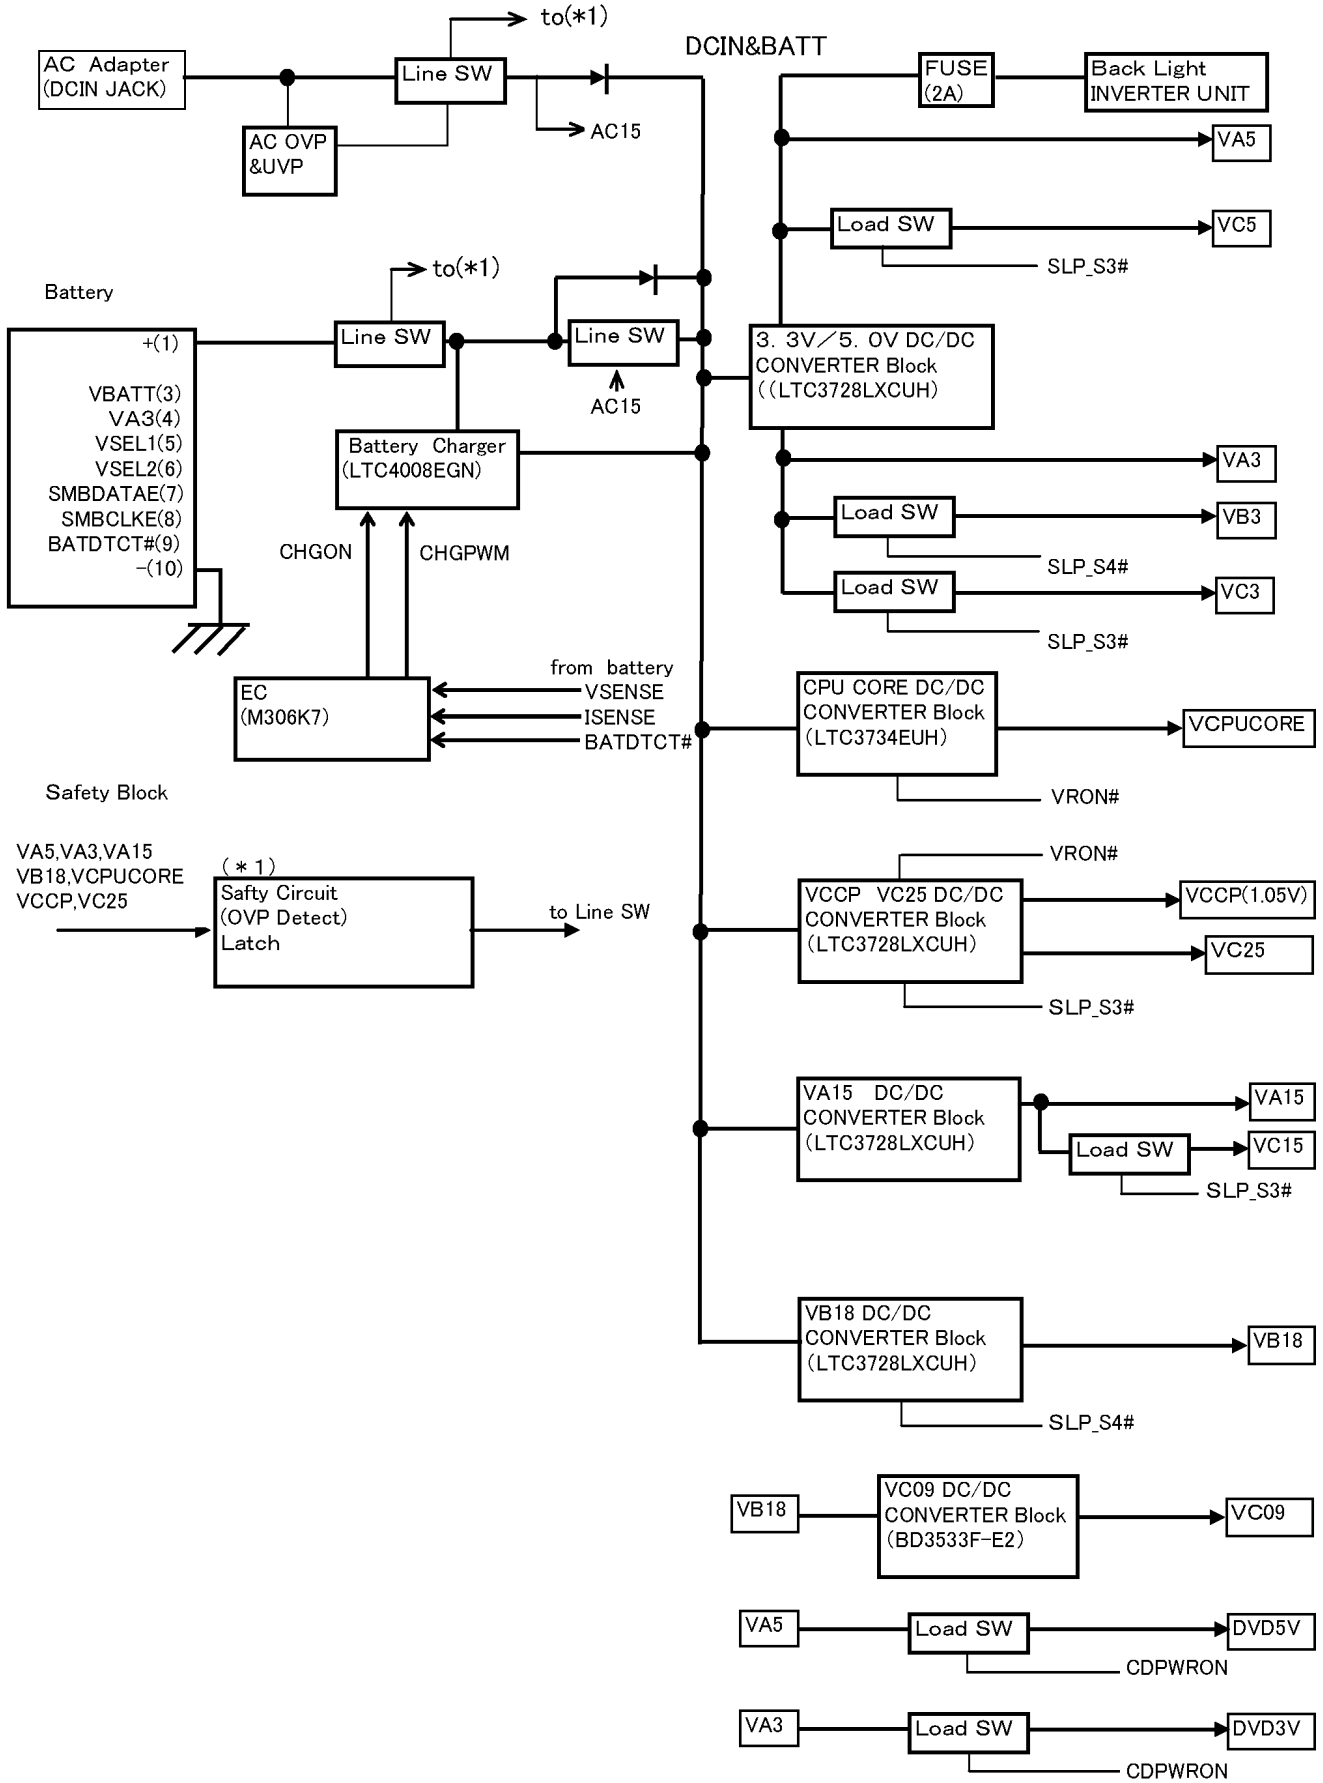 to(*1)
DCIN&BATT
AC Adapter
(DCIN JACK)
Line SW
AC15
AC OVP
&UVP
FUSE
(2A)
Back Light
INVERTER UNIT
VA5
Load SW
VC5
SLP_S3#
to(*1)
Battery
+(1)
VBATT(3)
VA3(4)
VSEL1(5)
VSEL2(6)
SMBDATAE(7)
SMBCLKE(8)
BATDTCT#(9)
-(10)
Line SW
Line SW
AC15
Battery Charger
(LTC4008EGN)
CHGON
CHGPWM
3. 3V/5. 0V DC/DC
CONVERTER Block
((LTC3728LXCUH)
VA3
Load SW
VB3
SLP_S4#
Load SW
VC3
SLP_S3#
EC
(M306K7)
from battery
VSENSE
ISENSE
BATDTCT#
CPU CORE DC/DC
CONVERTER Block
(LTC3734EUH)
VCPUCORE
VRON#
Safety Block
VA5,VA3,VA15
VB18,VCPUCORE
VCCP,VC25
(*1)
Safty Circuit
(OVP Detect)
Latch
to Line SW
VRON#
VCCP VC25 DC/DC
CONVERTER Block
(LTC3728LXCUH)
VCCP(1.05V)
VC25
SLP_S3#
VA15 DC/DC
CONVERTER Block
(LTC3728LXCUH)
VA15
Load SW
VC15
SLP_S3#
VB18 DC/DC
CONVERTER Block
(LTC3728LXCUH)
VB18
SLP_S4#
VB18
VC09 DC/DC
CONVERTER Block
(BD3533F-E2)
VC09
VA5
Load SW
DVD5V
CDPWRON
VA3
Load SW
DVD3V
CDPWRON